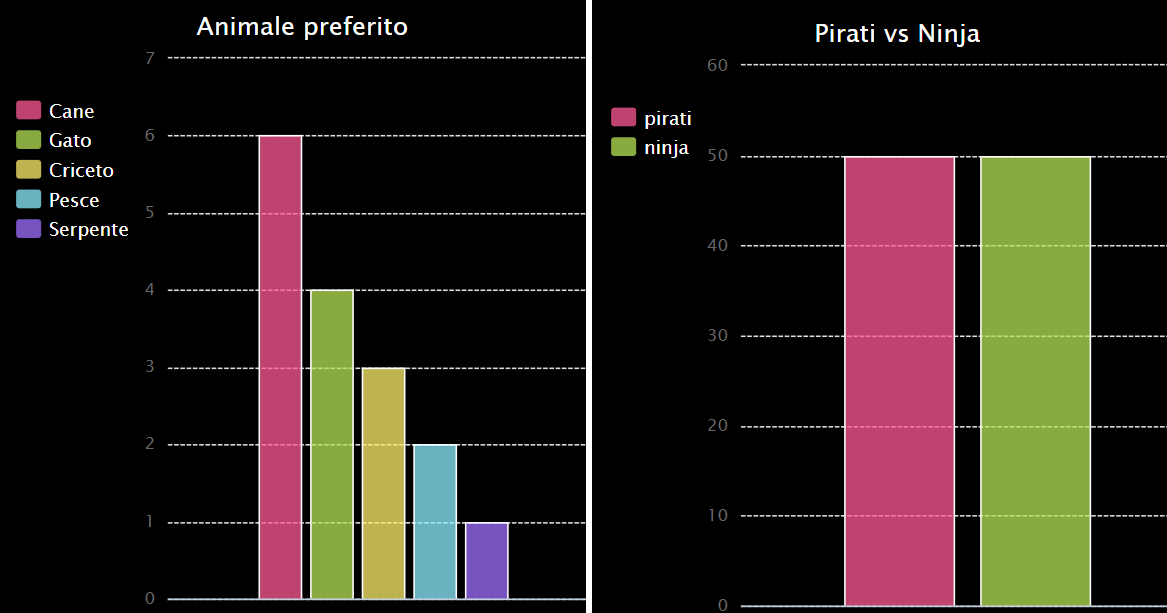 Animale preferito
7
6
5
4
3
2
1
0
Cane
Gato
Criceto
Pesce
Serpente
Pirati vs Ninja
60
50
40
30
20
10
0
pirati
ninja